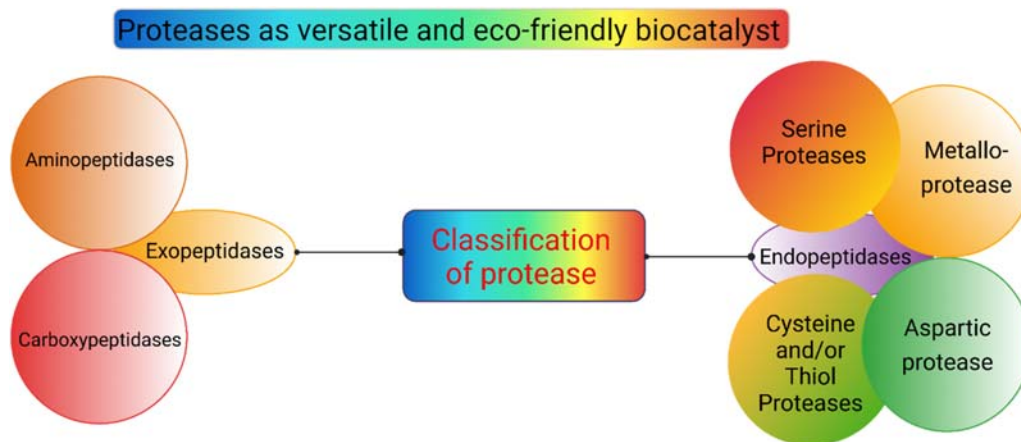 Proteases as versatile and eco-friendly biocatalyst
Aminopeptidases
Exopeptidases
Carboxypeptidases
Classification
of protease
Serine
Proteases
Metallo-
protease
Endopeptidases
Cysteine
and/or
Thiol
Proteases
Aspartic
protease